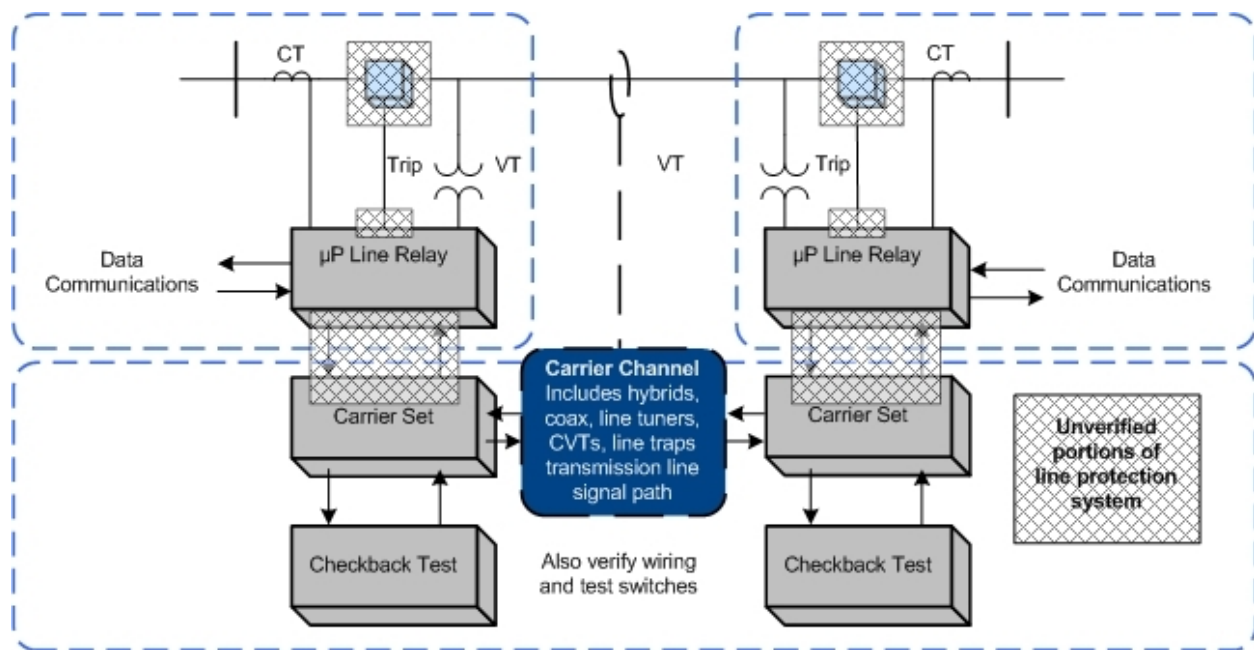 CT
CT
Trip
VT
VT
Trip
µP Line Relay
µP Line Relay
Data
Communications
Data
Communications
Carrier Channel
Includes hybrids,
coax, line tuners,
CVTs, line traps
transmission line
signal path
Carrier Set
Carrier Set
Unverified
portions of
line protection
system
Checkback Test
Also verify wiring
and test switches
Checkback Test